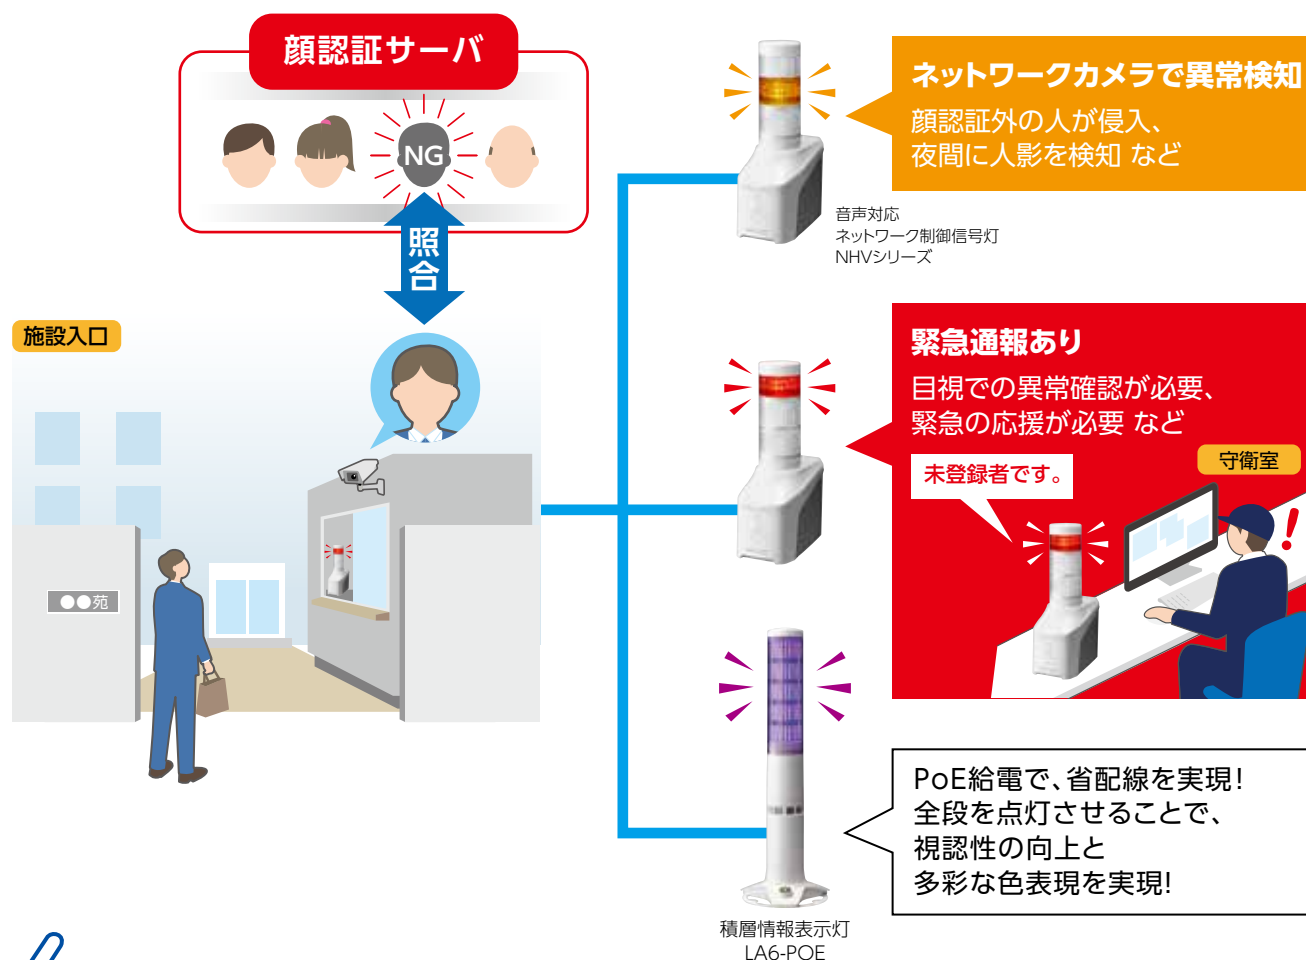 顔認証サーバ
NG
照合
施設入口
●●苑
ネットワークカメラで異常検知
顔認証外の人が侵入、
夜間に人影を検知 など
音声対応
ネットワーク制御信号灯
NHVシリーズ
緊急通報あり
目視での異常確認が必要、
緊急の応援が必要 など
守衛室
未登録者です。
!
PoE給電で、省配線を実現!
全段を点灯させることで、
視認性の向上と
多彩な色表現を実現!
積層情報表示灯
LA6-POE